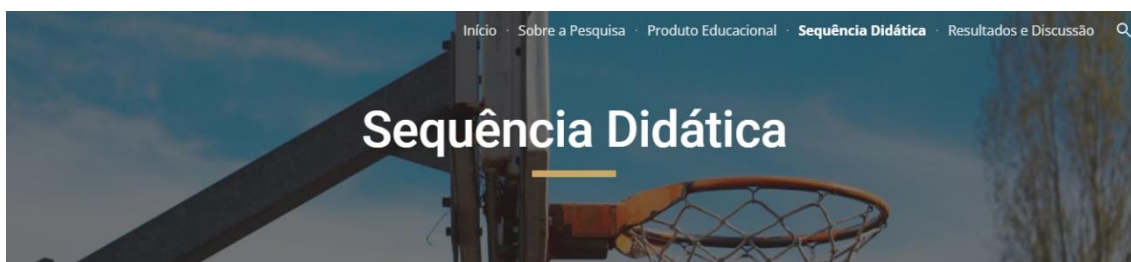 Início · Sobre a Pesquisa · Produto Educacional · Sequência Didática · Resultados e Discussão
Sequência Didática